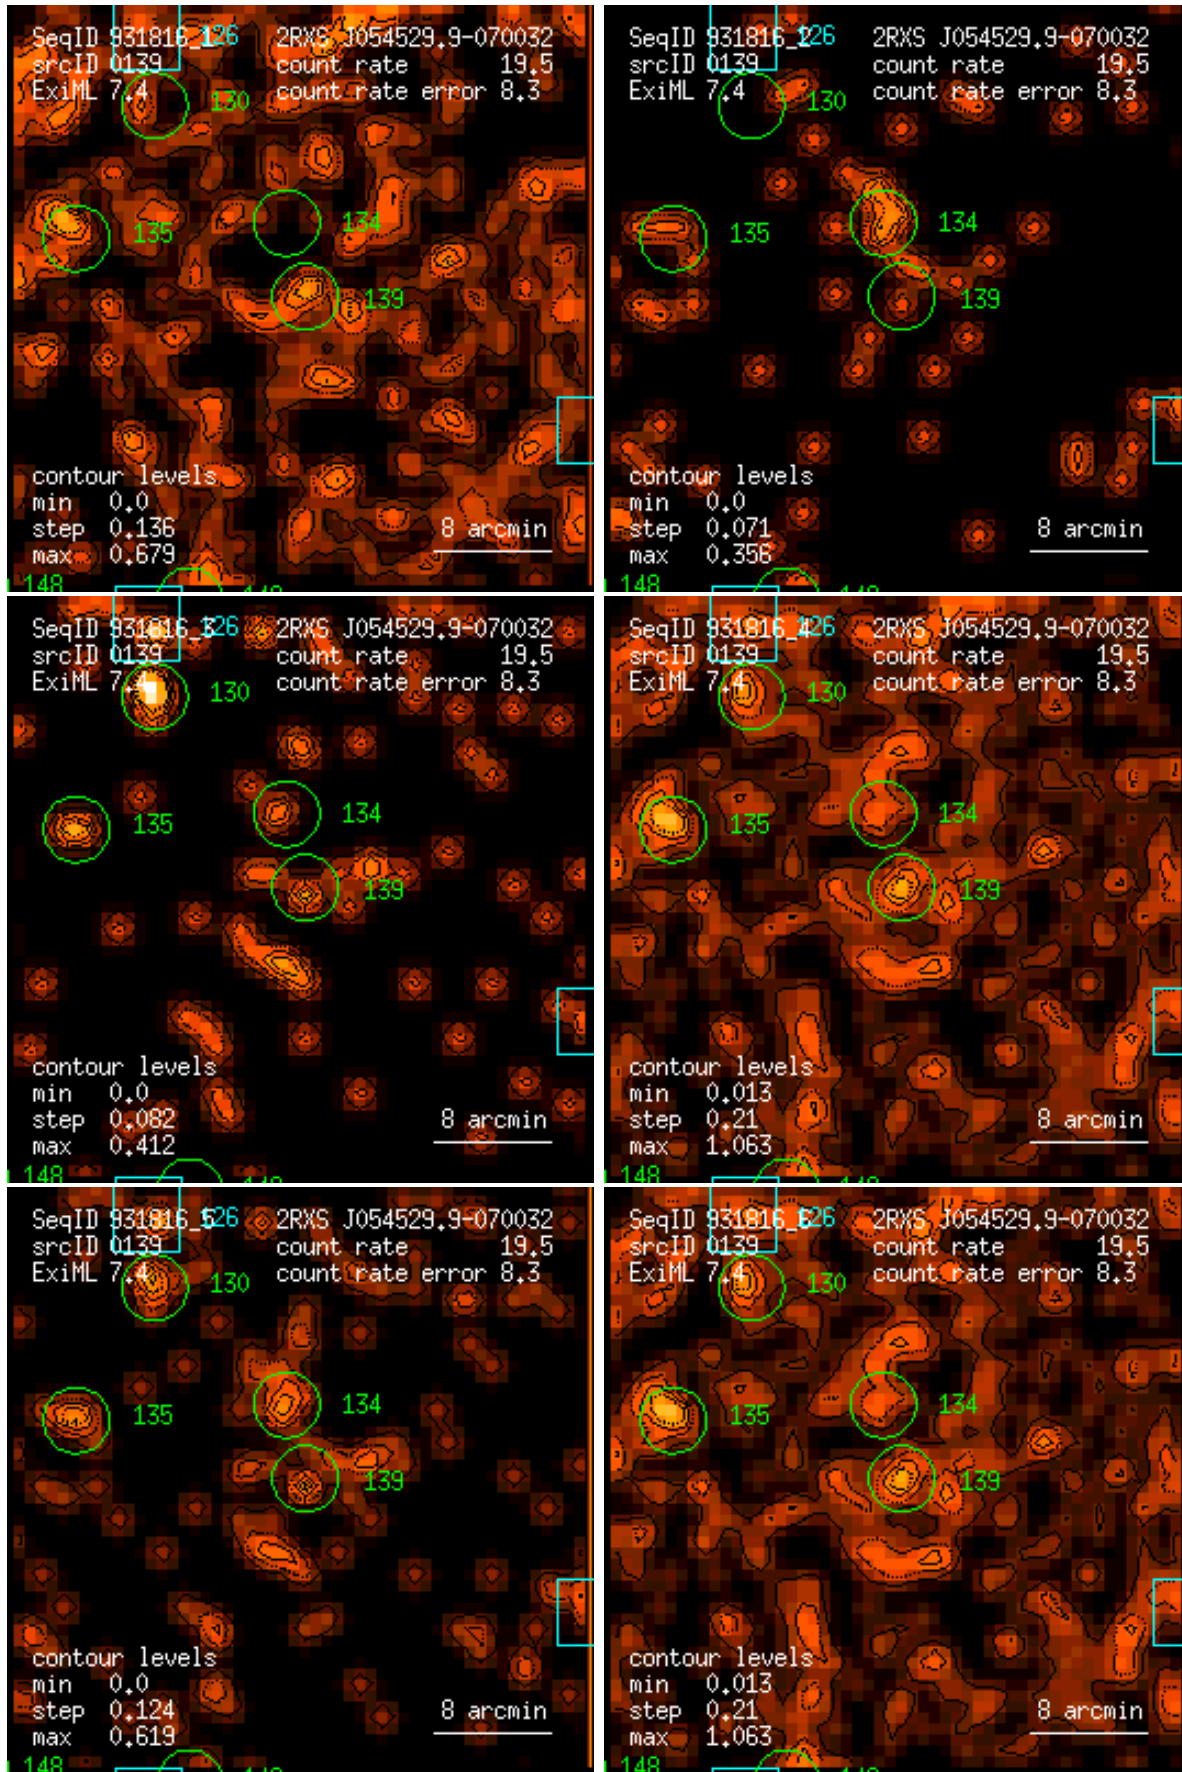 SeqID 931816_1 126 2RXS J054529.9-070032
srcID 0139 count rate 19.5
ExiML 7.4 130 count rate error 8.3
134
135
139
contour levels
min 0.0
step 0.136 8 arcmin
max 0.679
148
SeqID 931816_2 126 2RXS J054529.9-070032
srcID 0139 count rate 19.5
ExiML 7.4 130 count rate error 8.3
134
135
139
contour levels
min 0.0
step 0.071 8 arcmin
max 0.356
148
SeqID 931816_3 126 2RXS J054529.9-070032
srcID 0139 count rate 19.5
ExiML 7.4 130 count rate error 8.3
134
135
139
contour levels
min 0.0
step 0.082 8 arcmin
max 0.412
148
SeqID 931816_4 126 2RXS J054529.9-070032
srcID 0139 count rate 19.5
ExiML 7.4 130 count rate error 8.3
134
135
139
contour levels
min 0.013
step 0.21 8 arcmin
max 1.063
148
SeqID 931816_5 126 2RXS J054529.9-070032
srcID 0139 count rate 19.5
ExiML 7.4 130 count rate error 8.3
134
135
139
contour levels
min 0.0
step 0.124 8 arcmin
max 0.619
148
SeqID 931816_6 126 2RXS J054529.9-070032
srcID 0139 count rate 19.5
ExiML 7.4 130 count rate error 8.3
134
135
139
contour levels
min 0.013
step 0.21 8 arcmin
max 1.063
148